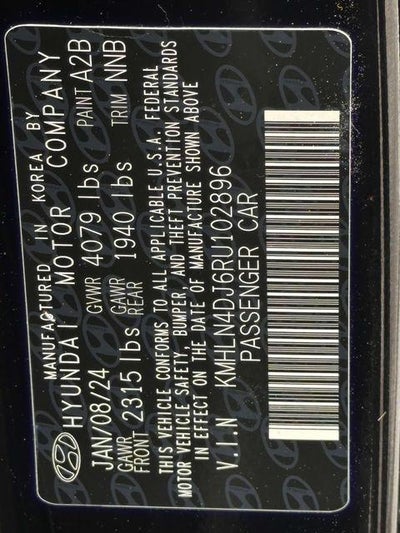 MANUFACTURED IN KOREA BY
HYUNDAI MOTOR COMPANY
JAN/08/24 GVWR 4079 lbs PAINT A2B
GAWR FRONT 2315 lbs GAWR REAR 1940 lbs TRIM NNB
THIS VEHICLE CONFORMS TO ALL APPLICABLE U.S.A. FEDERAL
MOTOR VEHICLE SAFETY, BUMPER, AND THEFT PREVENTION STANDARDS
IN EFFECT ON THE DATE OF MANUFACTURE SHOWN ABOVE
V.I.N KMHLN4DJ6RU102896
PASSENGER CAR